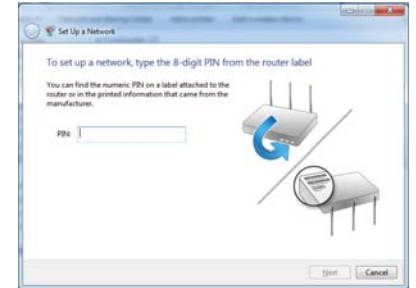 Set Up a Network
To set up a network, type the 8-digit PIN from the router label
You can find the numeric PIN on a label attached to the
router or in the printed information that came from the
manufacturer.
PIN:
Next
Cancel